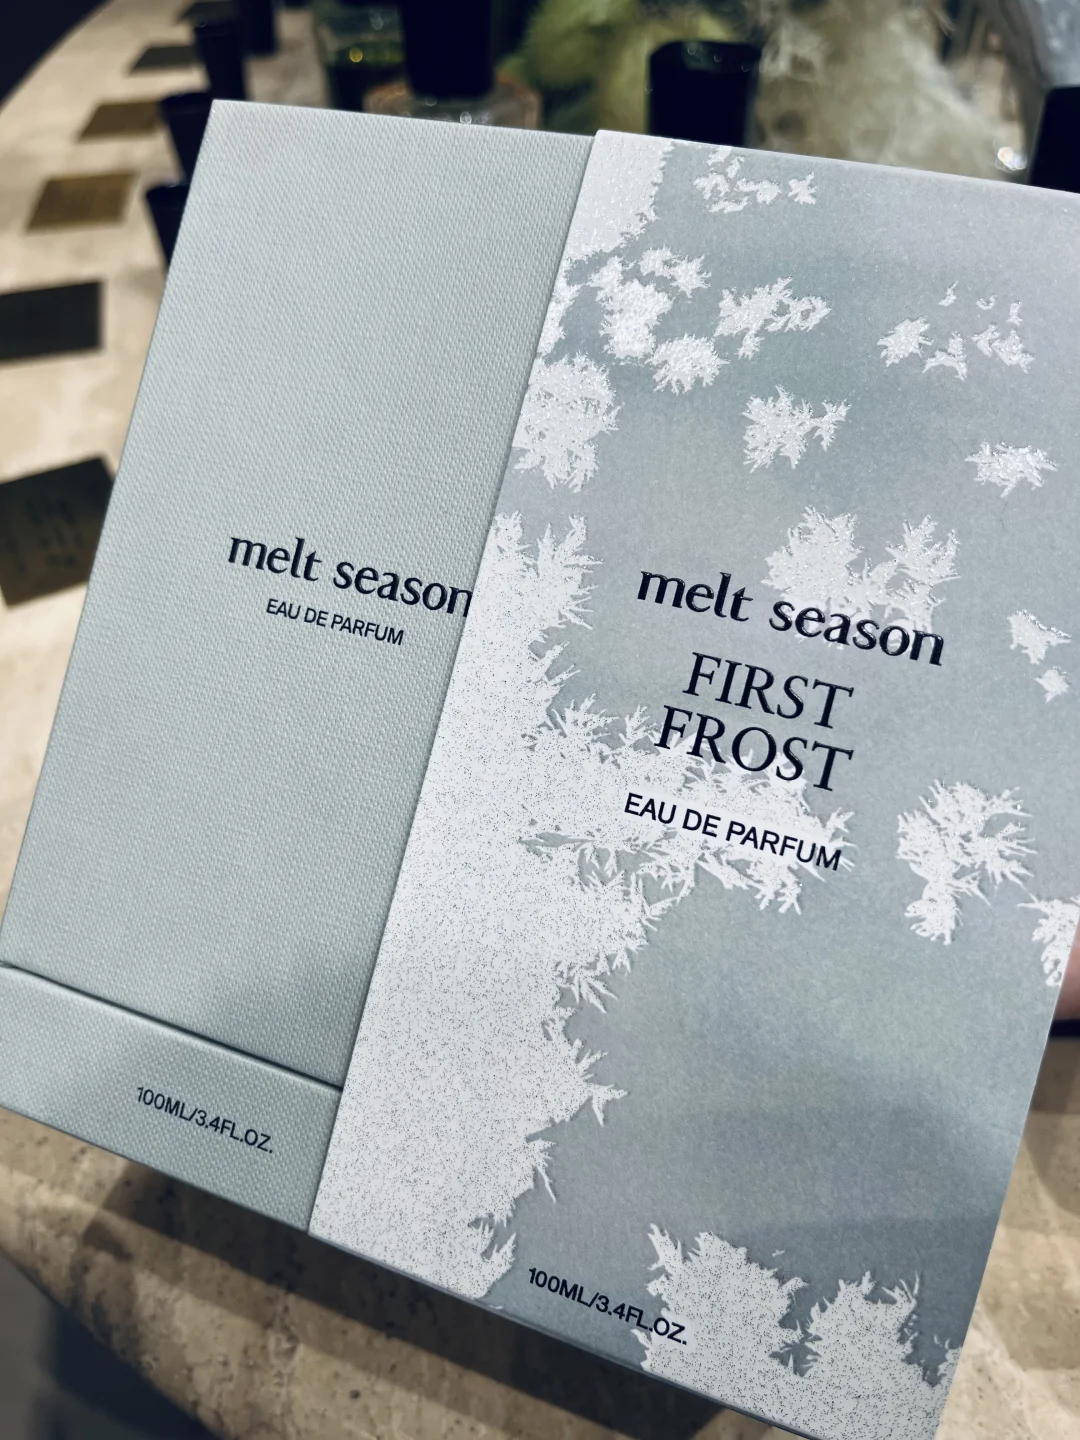 melt season
EAU DE PARFUM
100ML/3.4FL.OZ.
melt season
FIRST
FROST
EAU DE PARFUM
100ML/3.4FL.OZ.